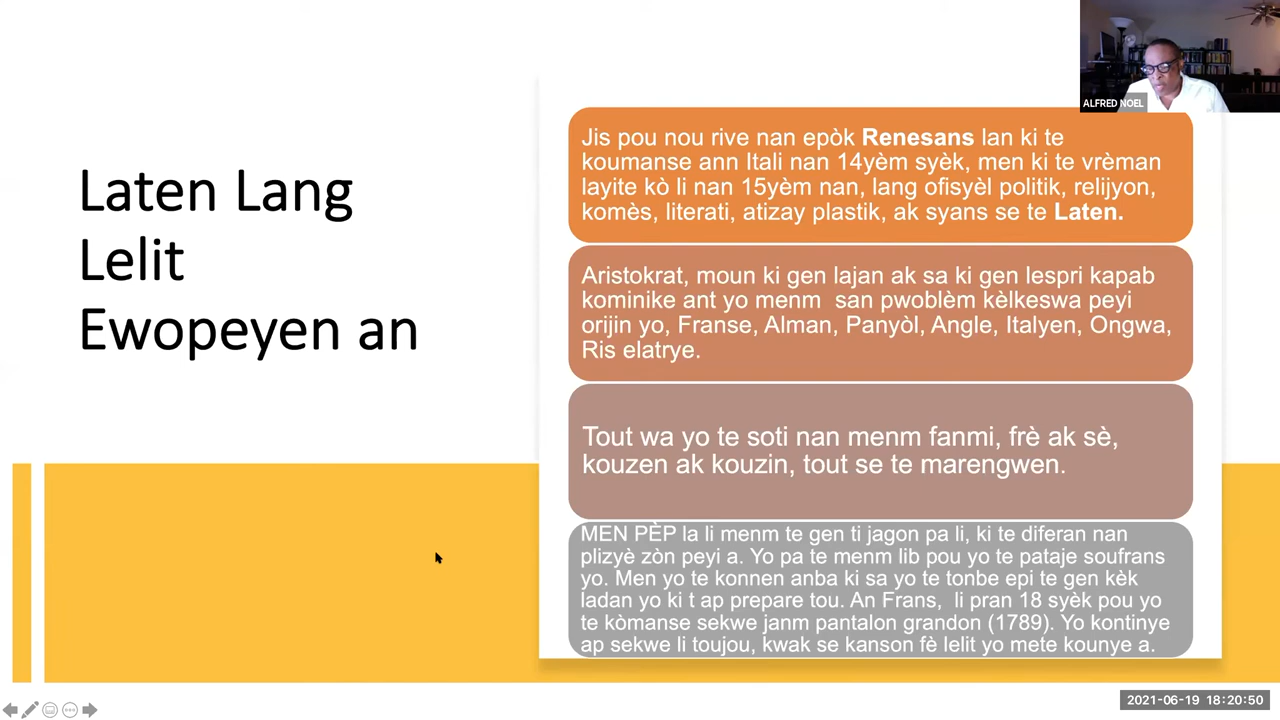 Laten Lang
Lelit
Ewopeyen an
ALFRED NOEL
Jis pou nou rive nan epòk Renesans lan ki te
koumanse ann Itali nan 14yèm syèk, men ki te vrèman
layite kò li nan 15yèm nan, lang ofisyèl politik, relijyon,
komès, literati, atizay plastik, ak syans se te Laten.
Aristokrat, moun ki gen lajan ak sa ki gen lespri kapab
kominike ant yo menm  san pwoblèm kèlkeswa peyi
orijin yo, Franse, Alman, Panyòl, Angle, Italyen, Ongwa,
Ris elatrye.
Tout wa yo te soti nan menm fanmi, frè ak sè,
kouzen ak kouzin, tout se te marengwen.
MEN PÈP la li menm te gen ti jagon pa li, ki te diferan nan
plizyè zòn peyi a. Yo pa te menm lib pou yo te pataje soufrans
yo. Men yo te konnen anba ki sa yo te tonbe epi te gen kèk
ladan yo ki t ap prepare tou. An Frans,  li pran 18 syèk pou yo
te kòmanse sekwe janm pantalon grandon (1789). Yo kontinye
ap sekwe li toujou, kwak se kanson fè lelit yo mete kounye a.
2021-06-19 18:20:50